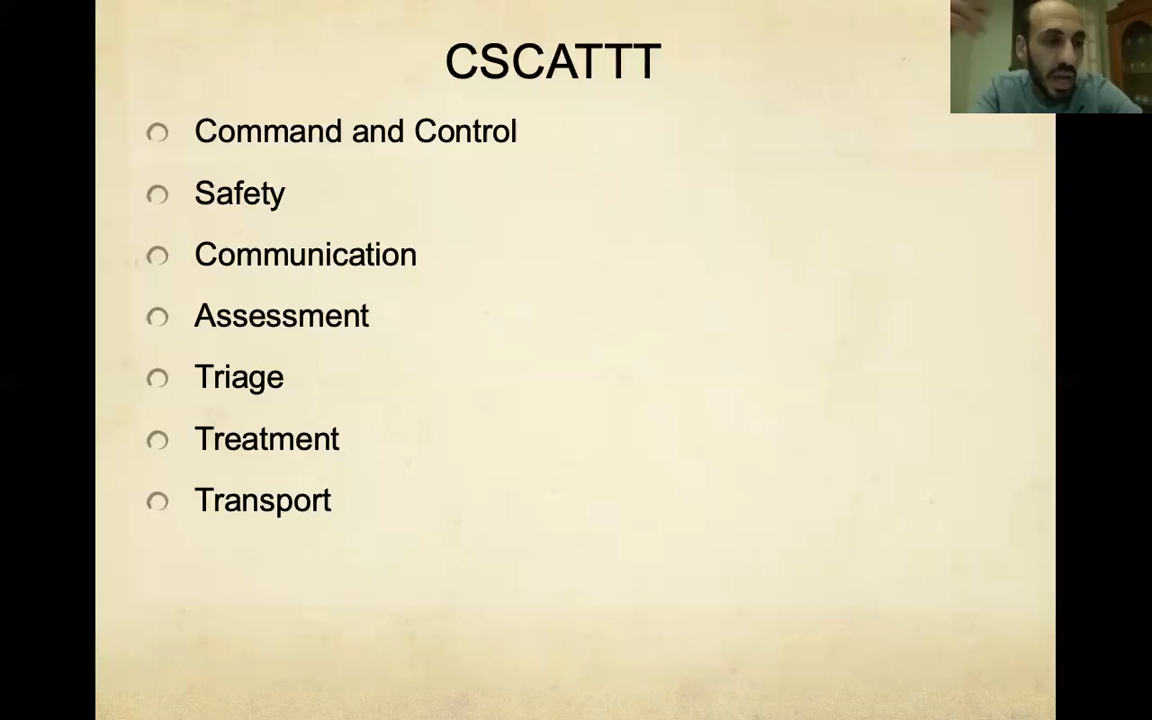 CSCATTT
Command and Control
Safety
Communication
Assessment
Triage
Treatment
Transport